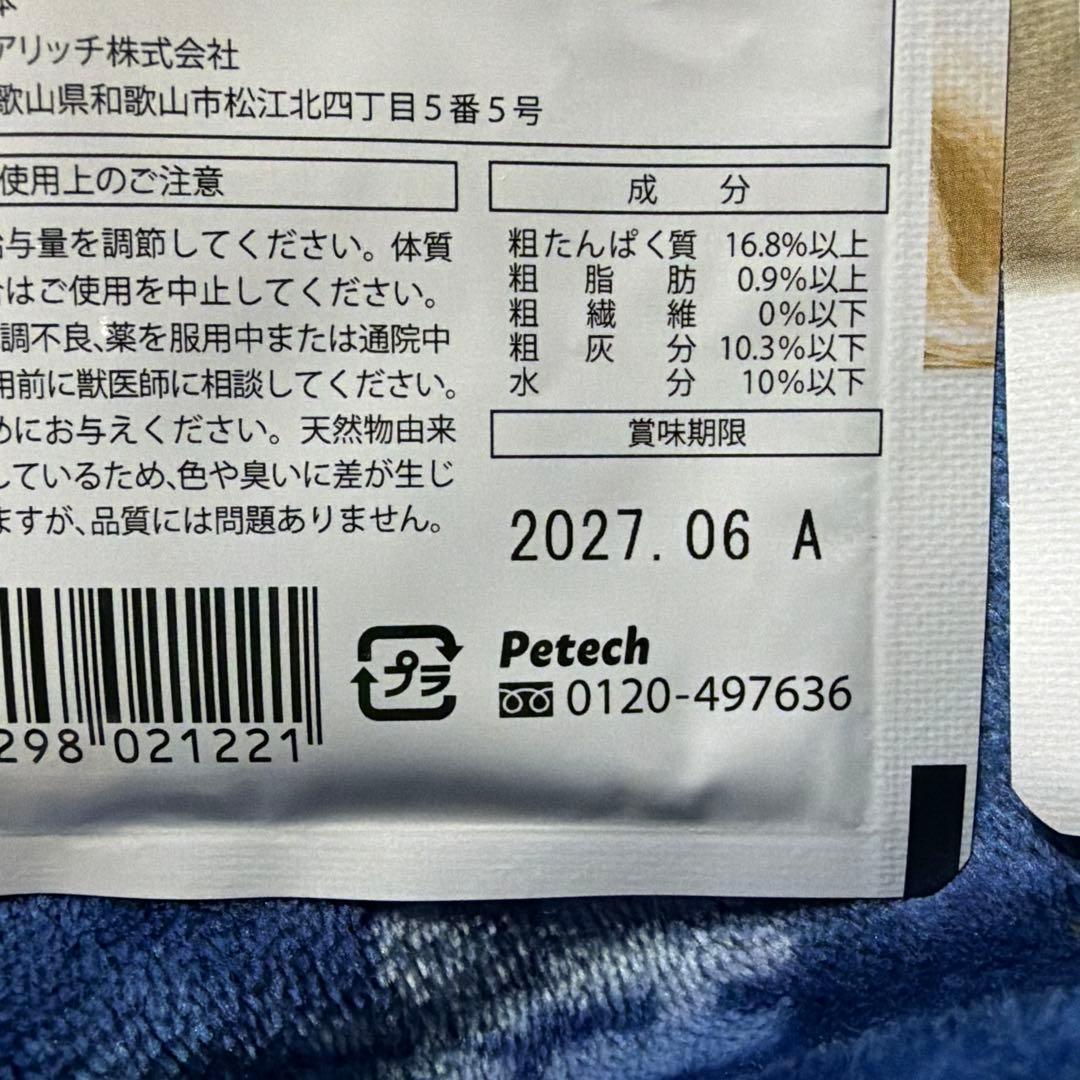 アリッチ株式会社
歌山県和歌山市松江北四丁目5番5号
使用上のご注意
与量を調節してください。体質
はご使用を中止してください。
調不良、薬を服用中または通院中
用前に獣医師に相談してください。
めにお与えください。天然物由来
しているため、色や臭いに差が生じ
ますが、品質には問題ありません。
成分
粗たんぱく質 16.8%以上
粗脂肪 0.9%以上
粗繊維 0%以下
粗灰分 10.3%以下
水分 10%以下
賞味期限
2027.06 A
298 021221
プラ
Petech
0120-497636